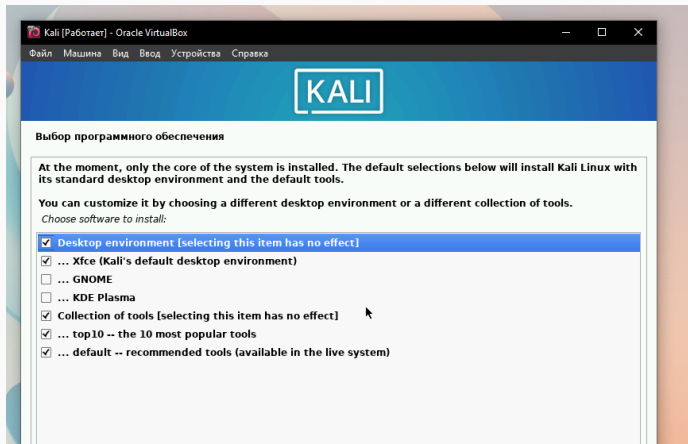 Kali [Работает] - Oracle VirtualBox
Файл Машина Вид Ввод Устройства Справка
KALI
Выбор программного обеспечения
At the moment, only the core of the system is installed. The default selections below will install Kali Linux with
its standard desktop environment and the default tools.
You can customize it by choosing a different desktop environment or a different collection of tools.
Choose software to install:
Desktop environment [selecting this item has no effect]
... Xfce (Kali's default desktop environment)
... GNOME
... KDE Plasma
Collection of tools [selecting this item has no effect]
... top10 -- the 10 most popular tools
... default -- recommended tools (available in the live system)